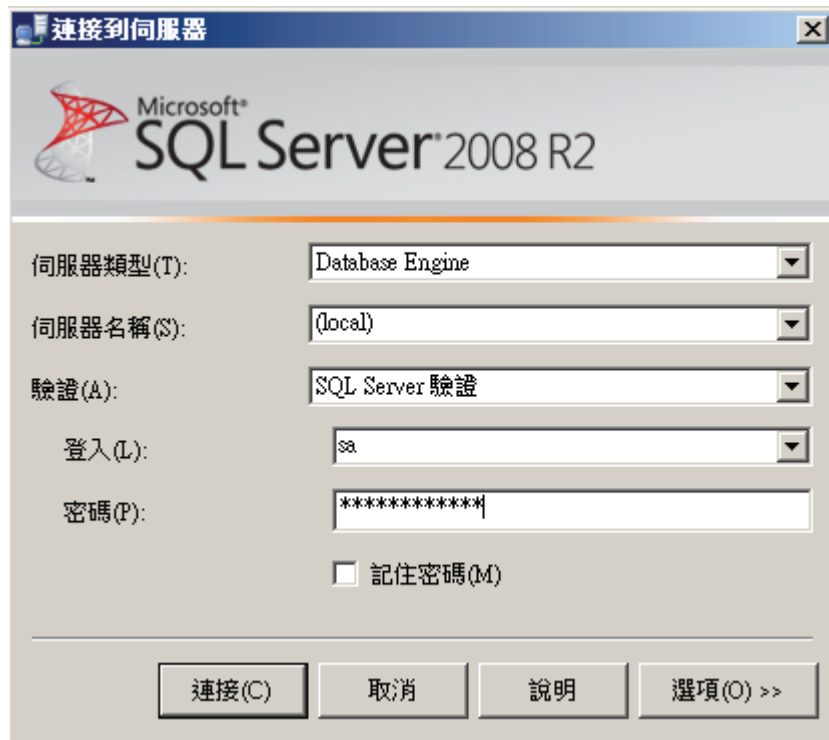 連接到伺服器
Microsoft®
SQL Server® 2008 R2
伺服器類型(T): Database Engine
伺服器名稱(S): (local)
驗證(A): SQL Server 驗證
登入(L): sa
密碼(P): ************
記住密碼(M)
連接(C) 取消 說明 選項(O) >>